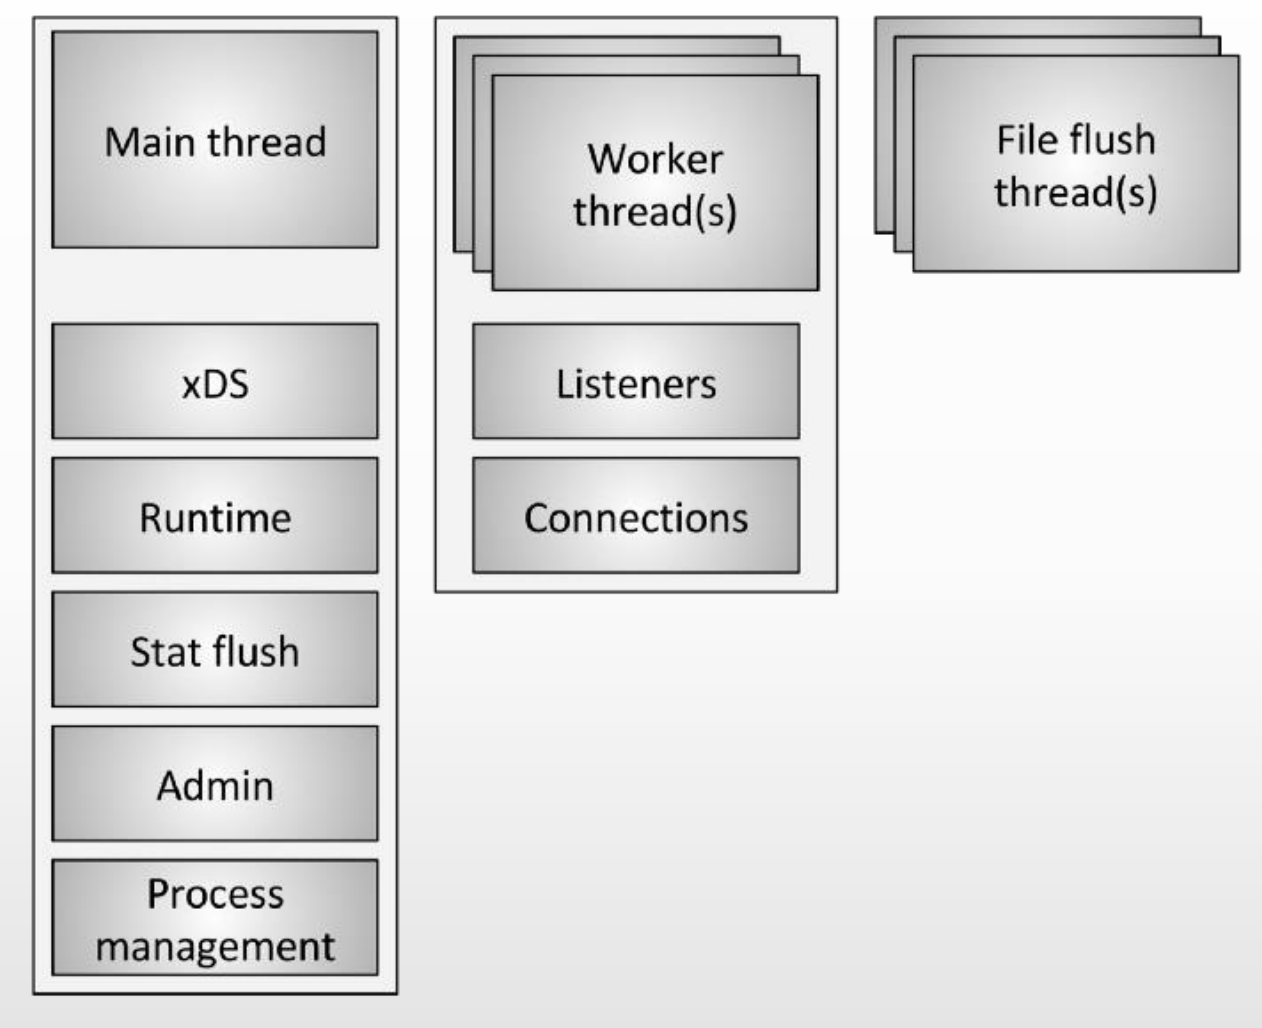 Main thread
xDS
Runtime
Stat flush
Admin
Process
management
Worker
thread(s)
Listeners
Connections
File flush
thread(s)